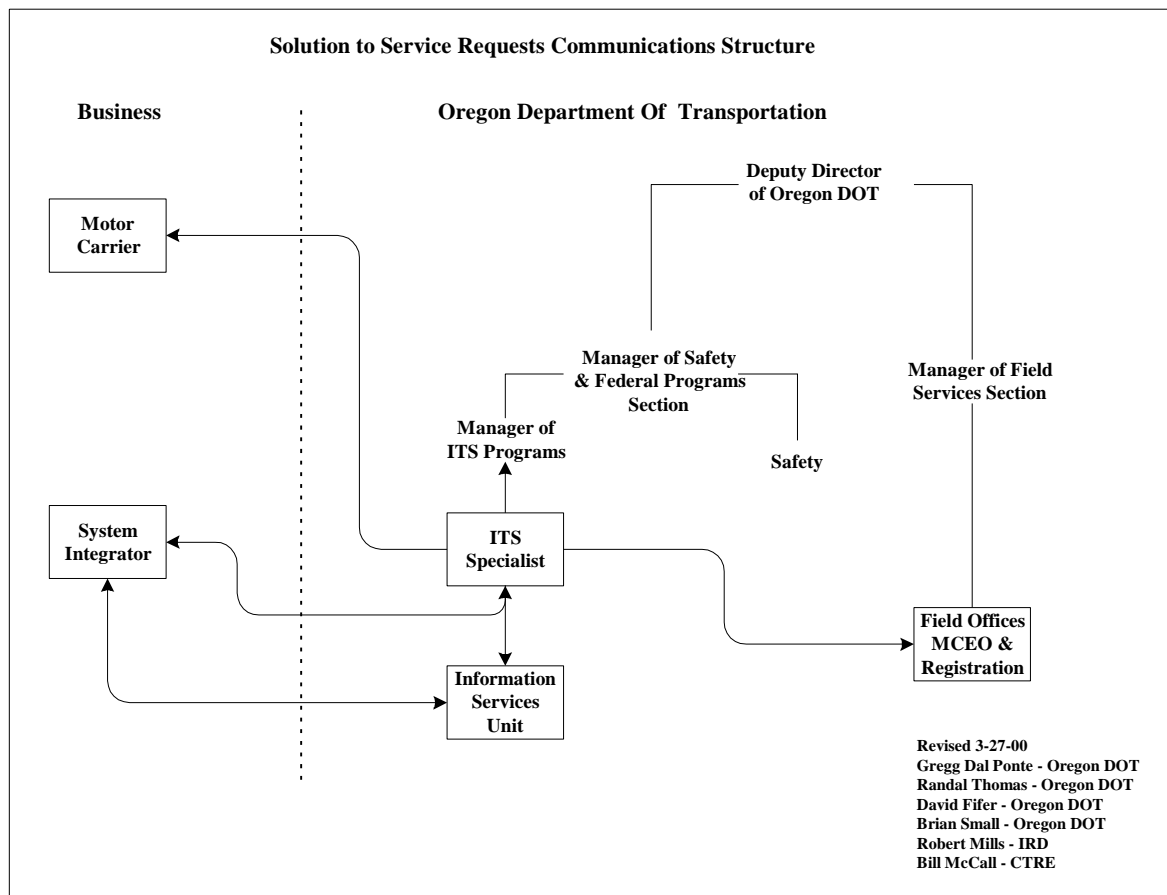 Solution to Service Requests Communications Structure
Business
Oregon Department Of Transportation
Deputy Director
of Oregon DOT
Motor
Carrier
Manager of Safety
& Federal Programs
Section
Manager of Field
Services Section
Manager of
ITS Programs
Safety
System
Integrator
ITS
Specialist
Field Offices
MCEO &
Registration
Information
Services
Unit
Revised 3-27-00
Gregg Dal Ponte - Oregon DOT
Randal Thomas - Oregon DOT
David Fifer - Oregon DOT
Brian Small - Oregon DOT
Robert Mills - IRD
Bill McCall - CTRE